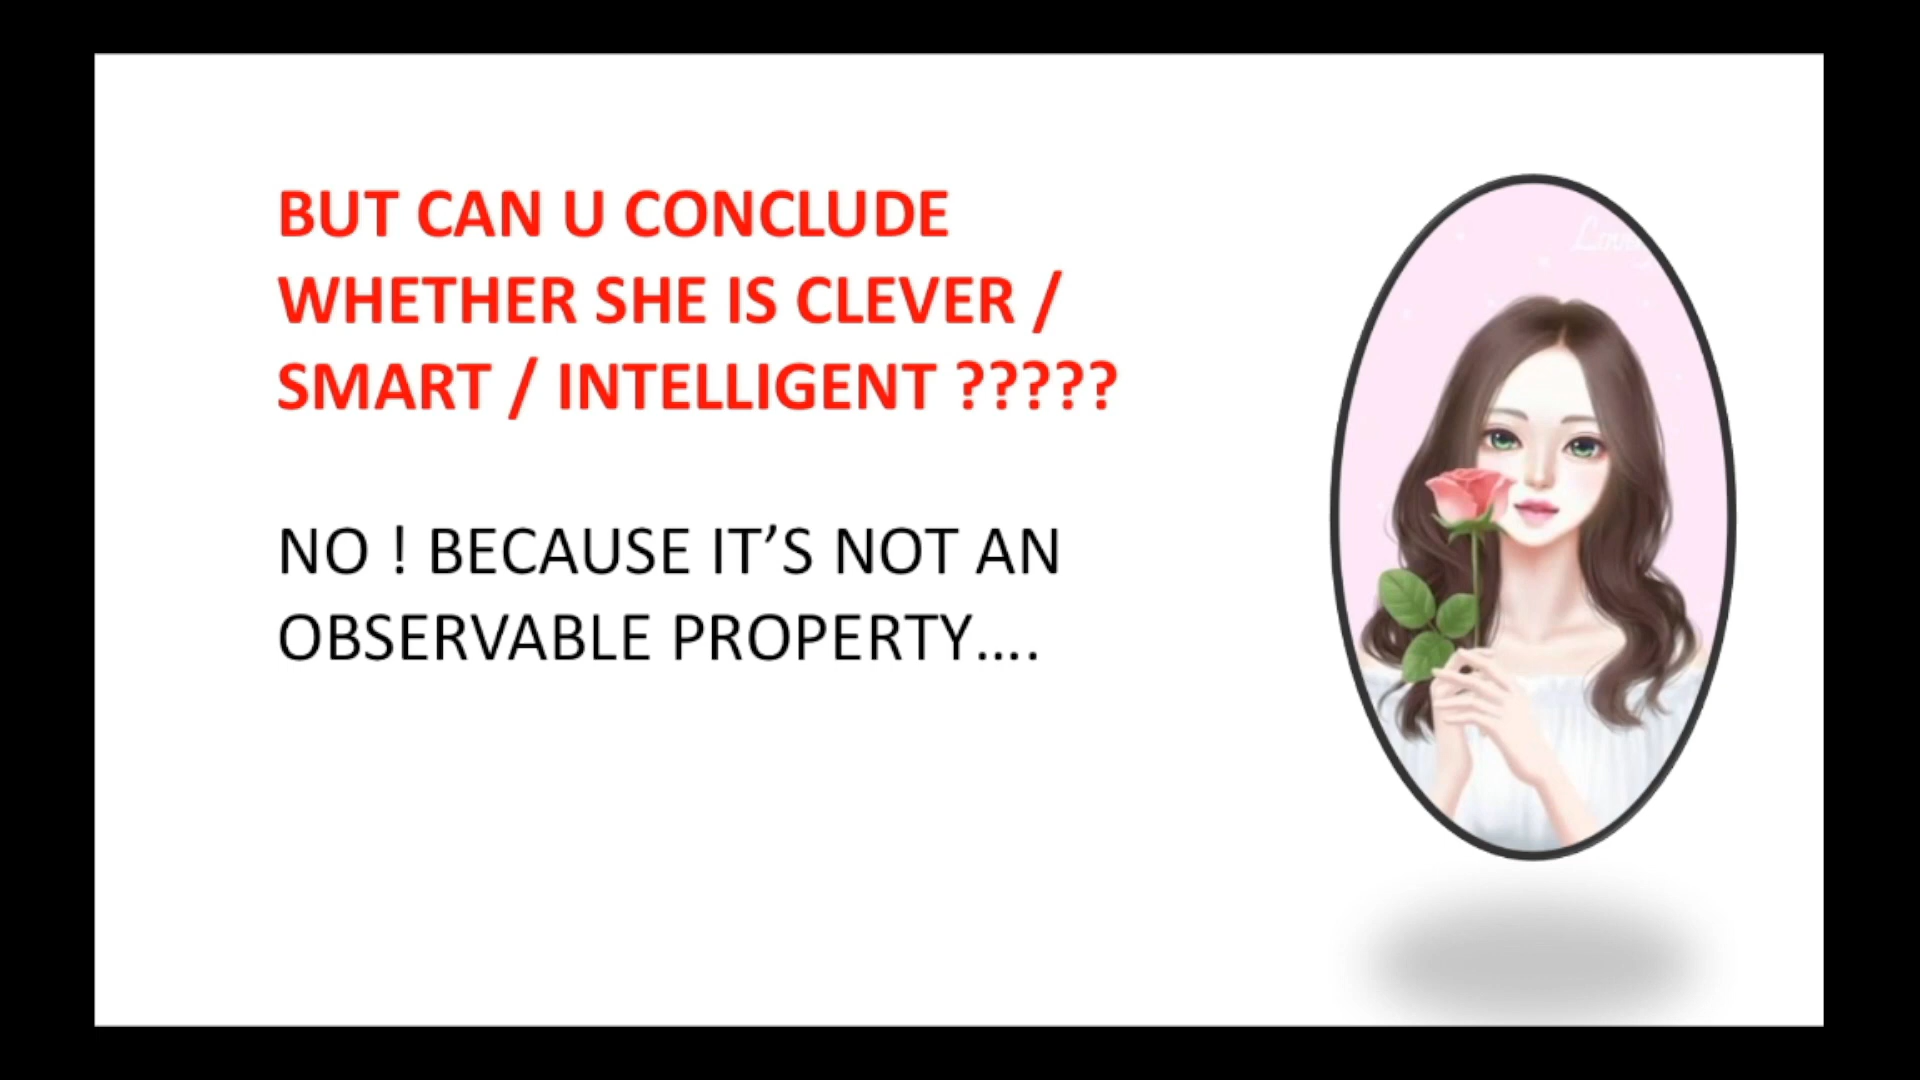 BUT CAN U CONCLUDE
WHETHER SHE IS CLEVER /
SMART / INTELLIGENT ?????
NO ! BECAUSE IT’S NOT AN
OBSERVABLE PROPERTY….